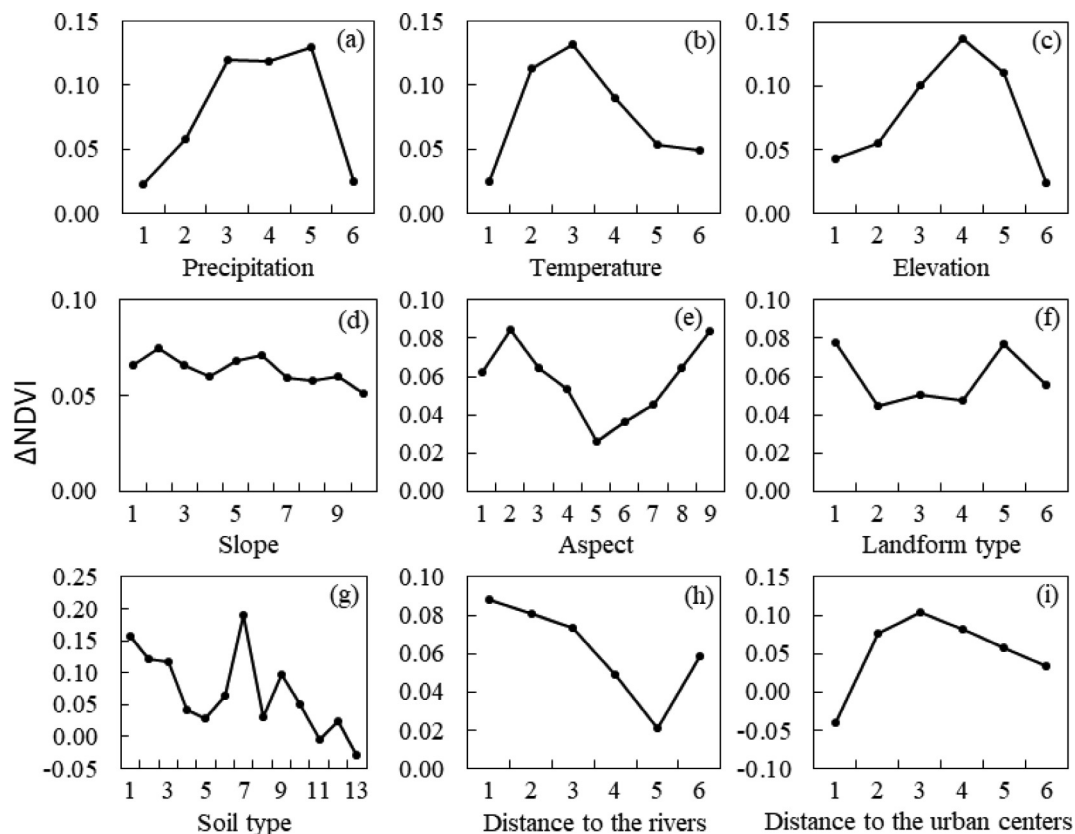 0.15
0.10
0.05
0.00
(a)
1 2 3 4 5 6
Precipitation
0.15
0.10
0.05
0.00
(b)
1 2 3 4 5 6
Temperature
0.15
0.10
0.05
0.00
(c)
1 2 3 4 5 6
Elevation
ΔNDVI
0.10
0.05
0.00
(d)
1 3 5 7 9
Slope
0.10
0.08
0.06
0.04
0.02
0.00
(e)
1 2 3 4 5 6 7 8 9
Aspect
0.10
0.08
0.06
0.04
0.02
0.00
(f)
1 2 3 4 5 6
Landform type
0.25
0.20
0.15
0.10
0.05
0.00
-0.05
(g)
1 3 5 7 9 11 13
Soil type
0.10
0.08
0.06
0.04
0.02
0.00
(h)
1 2 3 4 5 6
Distance to the rivers
0.15
0.10
0.05
0.00
-0.05
-0.10
(i)
1 2 3 4 5 6
Distance to the urban centers